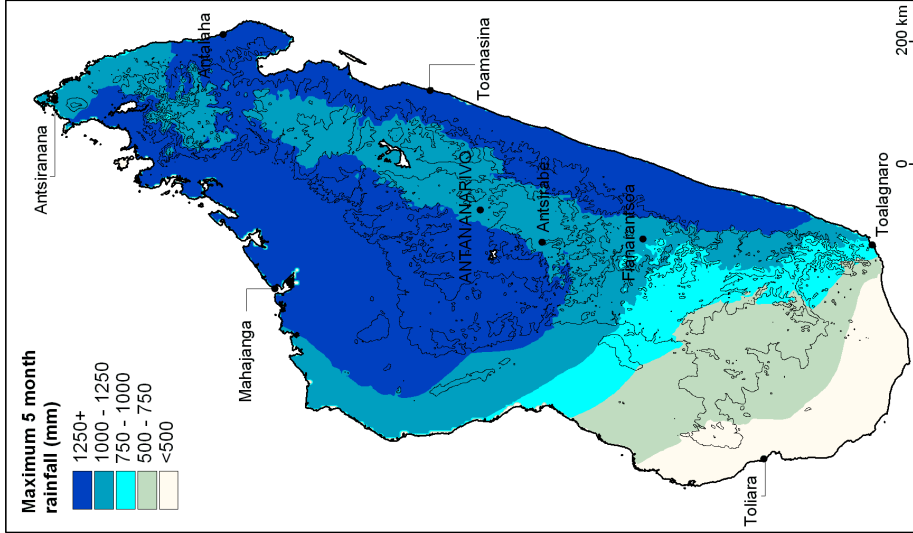 Maximum 5 month
rainfall (mm)
1250+
1000 - 1250
750 - 1000
500 - 750
<500
Antsiranana
Antalaha
Mahajanga
Toamasina
ANTANANARIVO
Antsirabe
Fianarantsoa
Toliara
Toalagnaro
0
200 km